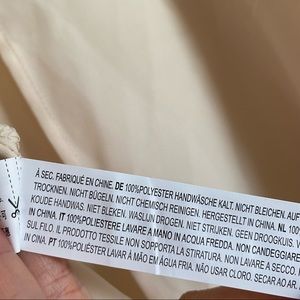 À SEC. FABRIQUÉ EN CHINE. DE 100%POLYESTER HANDWÄSCHE KALT. NICHT BLEICHEN. AUF
TROCKNEN. NICHT BÜGELN. NICHT CHEMISCH REINIGEN. HERGESTELLT IN CHINA. NL 100
KOUDE HANDWAS. NIET BLEKEN. WASLIJN DROGEN. NIET STRIJKEN. GEEN DROOGKUIS.
IN CHINA. IT 100%POLIESTERE LAVARE A MANO IN ACQUA FREDDA. NON CANDEGGIARE
SUL FILO. IL PRODOTTO TESSILE NON SOPPORTA LA STIRATURA. NON LAVARE A SECCO.
IN CINA. PT 100%POLIÉSTER LAVAR À MÃO EM ÁGUA FRIA. NÃO USAR CLORO. SECAR AO AR.